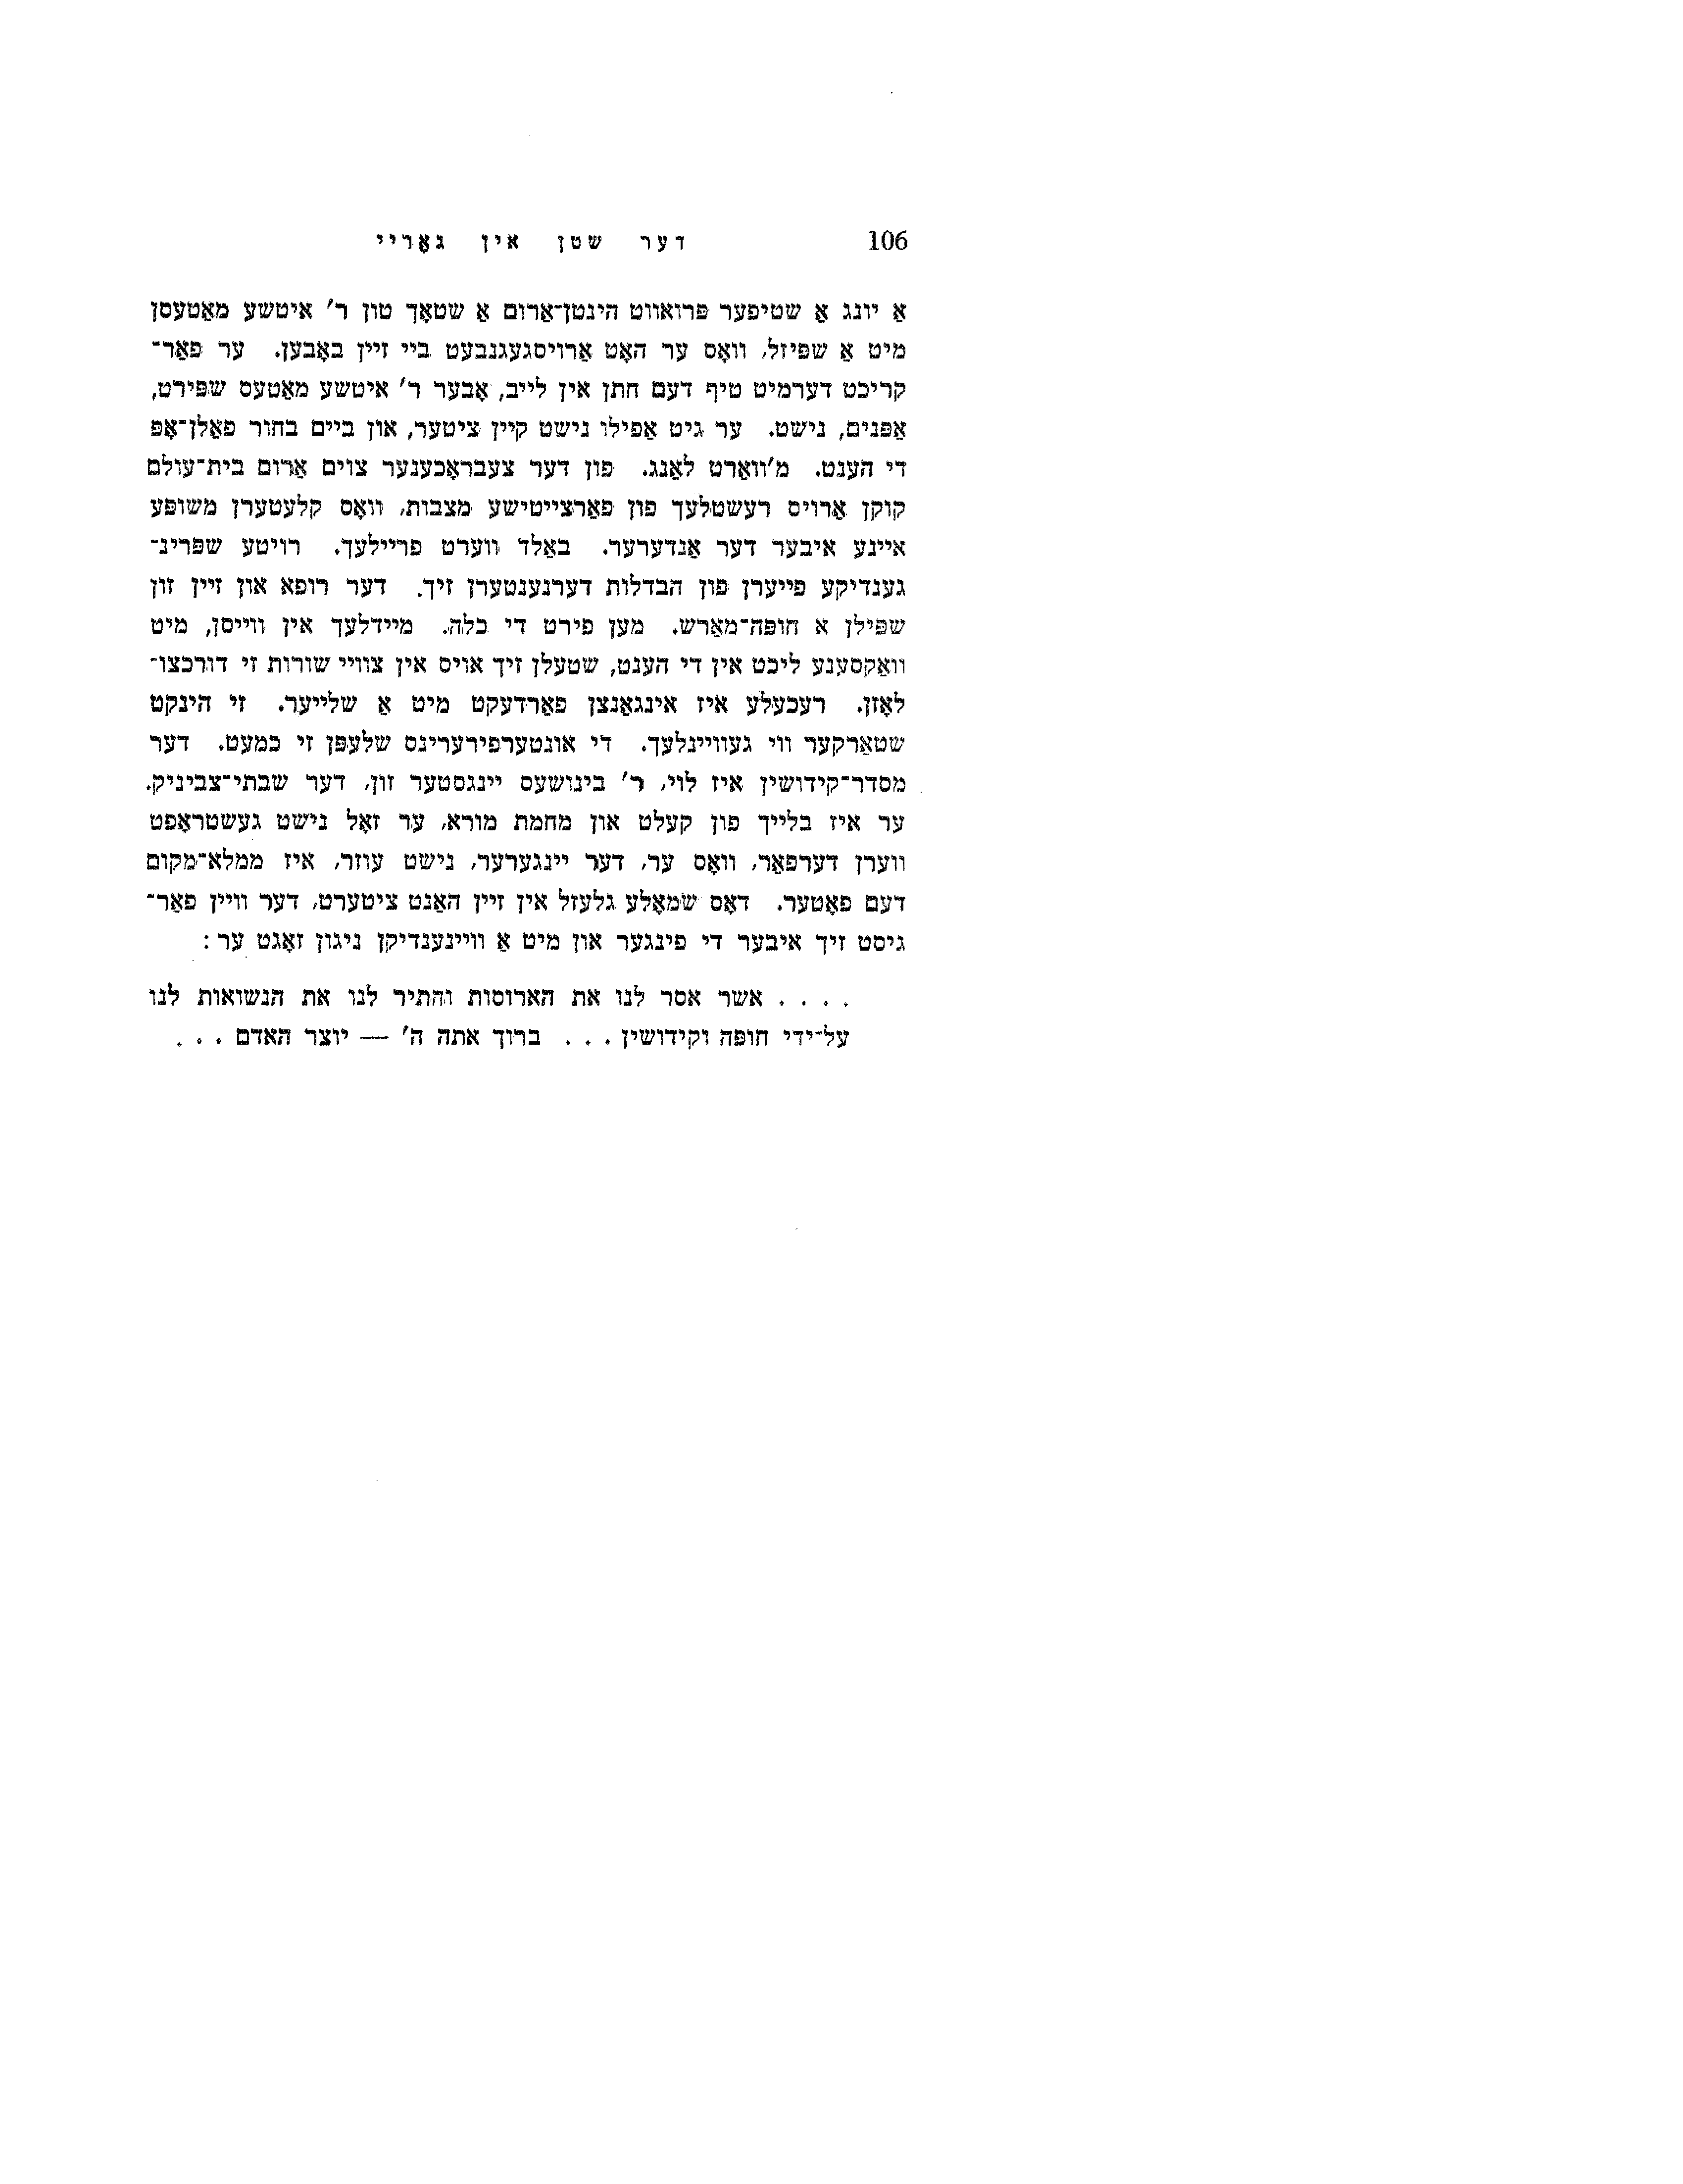 106 דער שטן אין גאָריי
אַ יונג אַ שטיפער פּרואווט הינטן־אַרום אַ שטאָך טון ר' איטשע מאַטעסן
מיט אַ שפּיזל, וואָס ער האָט אַרויסגעגנבעט ביי זיין באָבען. ער פאַר־
קריכט דערמיט טיף דעם חתן אין לייב, אָבער ר' איטשע מאַטעס שפּירט,
אַפּנים, נישט. ער גיט אַפילו נישט קיין ציטער, און ביים בחור פאַלן־אָפּ
די הענט. מ'וואַרט לאַנג. פון דער צעבראָכענער צוים אַרום בית־עולם
קוקן אַרויס רעשטלעך פון פאַרצייטישע מצבות, וואָס קלעטערן משופּע
איינע איבער דער אַנדערער. באַלד ווערט פריילעך. רויטע שפּרינ־
גענדיקע פייערן פון הבדלות דערנענטערן זיך. דער רופא און זיין זון
שפּילן א חופּה־מאַרש. מען פירט די כלה. מיידלעך אין ווייסן, מיט
וואַקסענע ליכט אין די הענט, שטעלן זיך אויס אין צוויי שורות זי דורכצו־
לאָזן. רעכעלע איז אינגאַנצן פאַרדעקט מיט אַ שלייער. זי הינקט
שטאַרקער ווי געוויינלעך. די אונטערפירערינס שלעפּן זי כמעט. דער
מסדר־קידושין איז לוי, ר' בינושעס יינגסטער זון, דער שבתי־צביניק.
ער איז בלייך פון קעלט און מחמת מורא, ער זאָל נישט געשטראָפט
ווערן דערפאַר, וואָס ער, דער יינגערער, נישט עוזר, איז ממלא־מקום
דעם פאָטער. דאָס שמאָלע גלעזל אין זיין האַנט ציטערט, דער וויין פאַר־
גיסט זיך איבער די פינגער און מיט אַ וויינענדיקן ניגון זאָגט ער:
. . . . אשר אסר לנו את הארוסות והתיר לנו את הנשואות לנו
על־ידי חופּה וקידושין . . . ברוך אתה ה' — יוצר האדם . . .